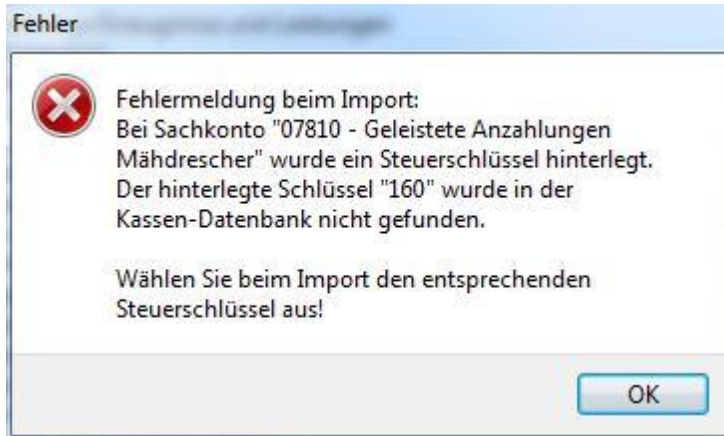 Fehler
Fehlermeldung beim Import:
Bei Sachkonto "07810 - Geleistete Anzahlungen
Mähdrescher" wurde ein Steuerschlüssel hinterlegt.
Der hinterlegte Schlüssel "160" wurde in der
Kassen-Datenbank nicht gefunden.
Wählen Sie beim Import den entsprechenden
Steuerschlüssel aus!
OK